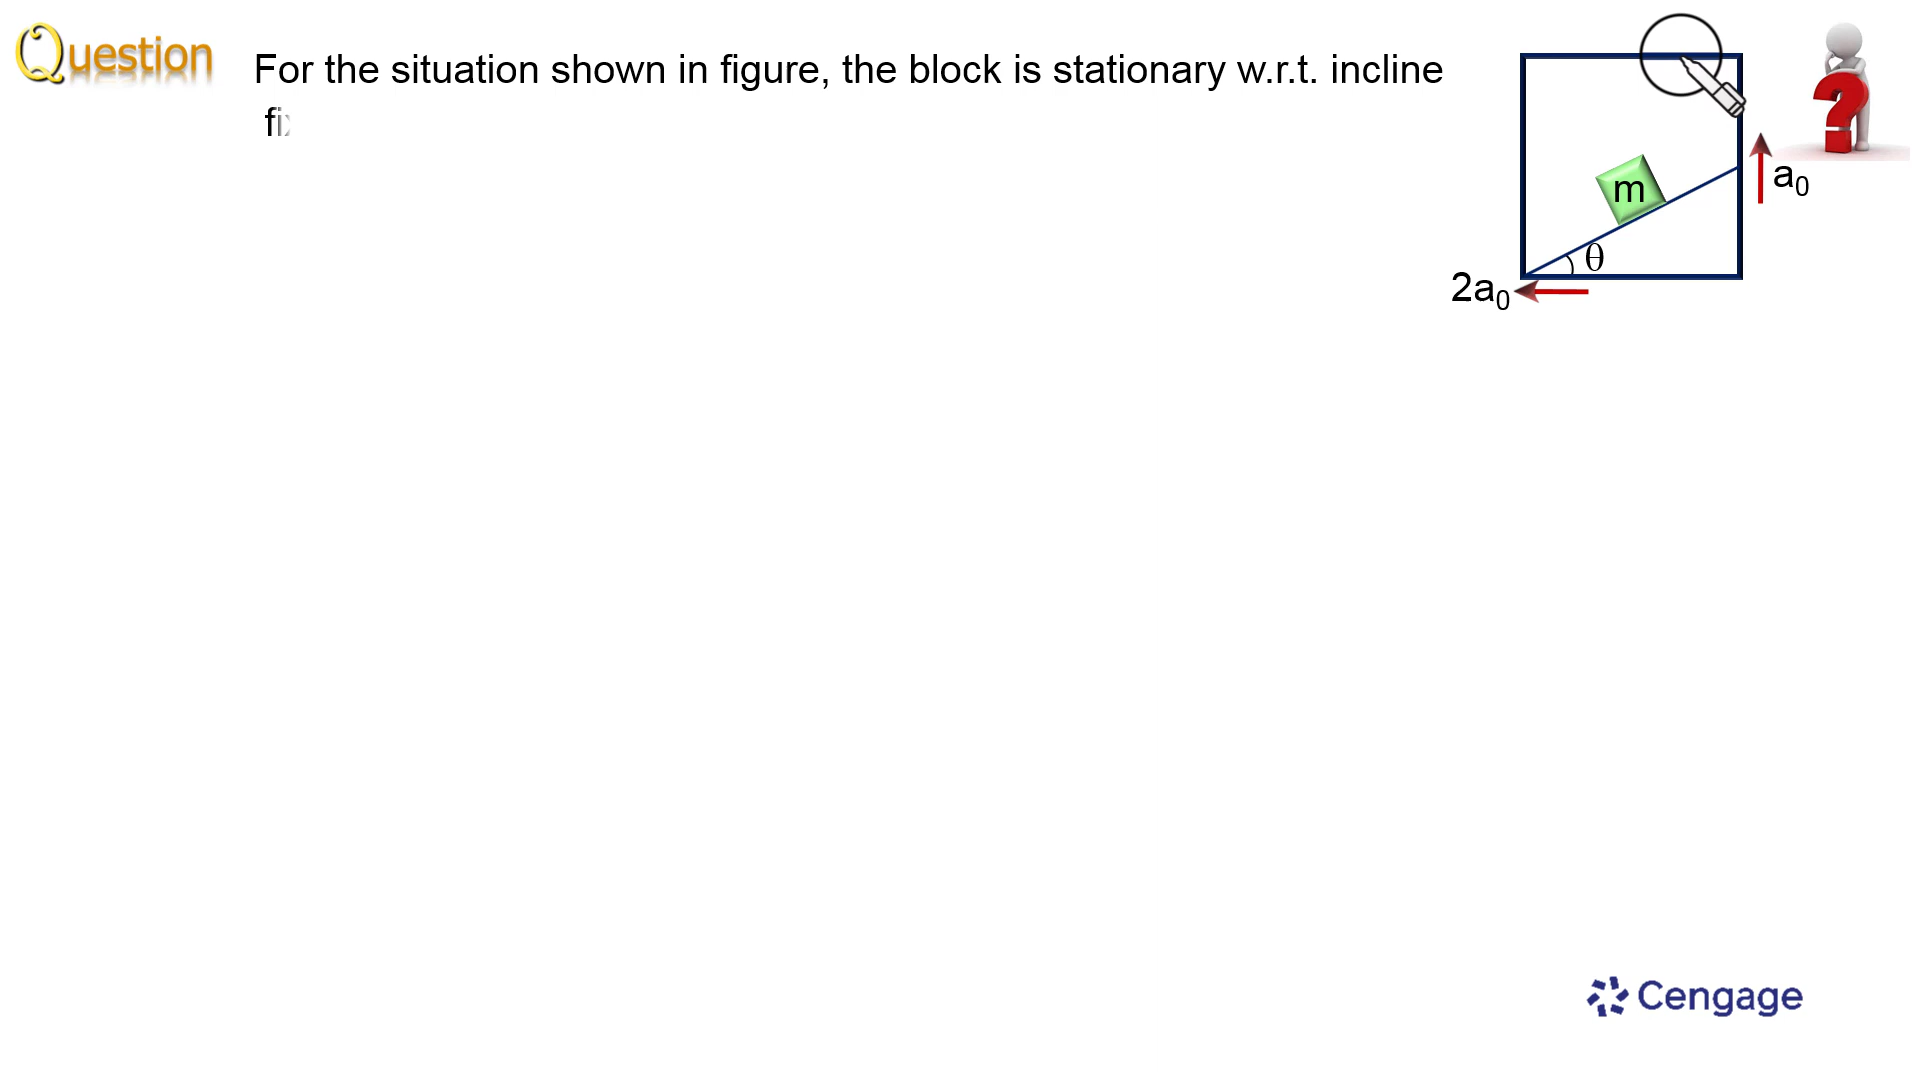 Question
For the situation shown in figure, the block is stationary w.r.t. incline
m
a₀
θ
2a₀
Cengage